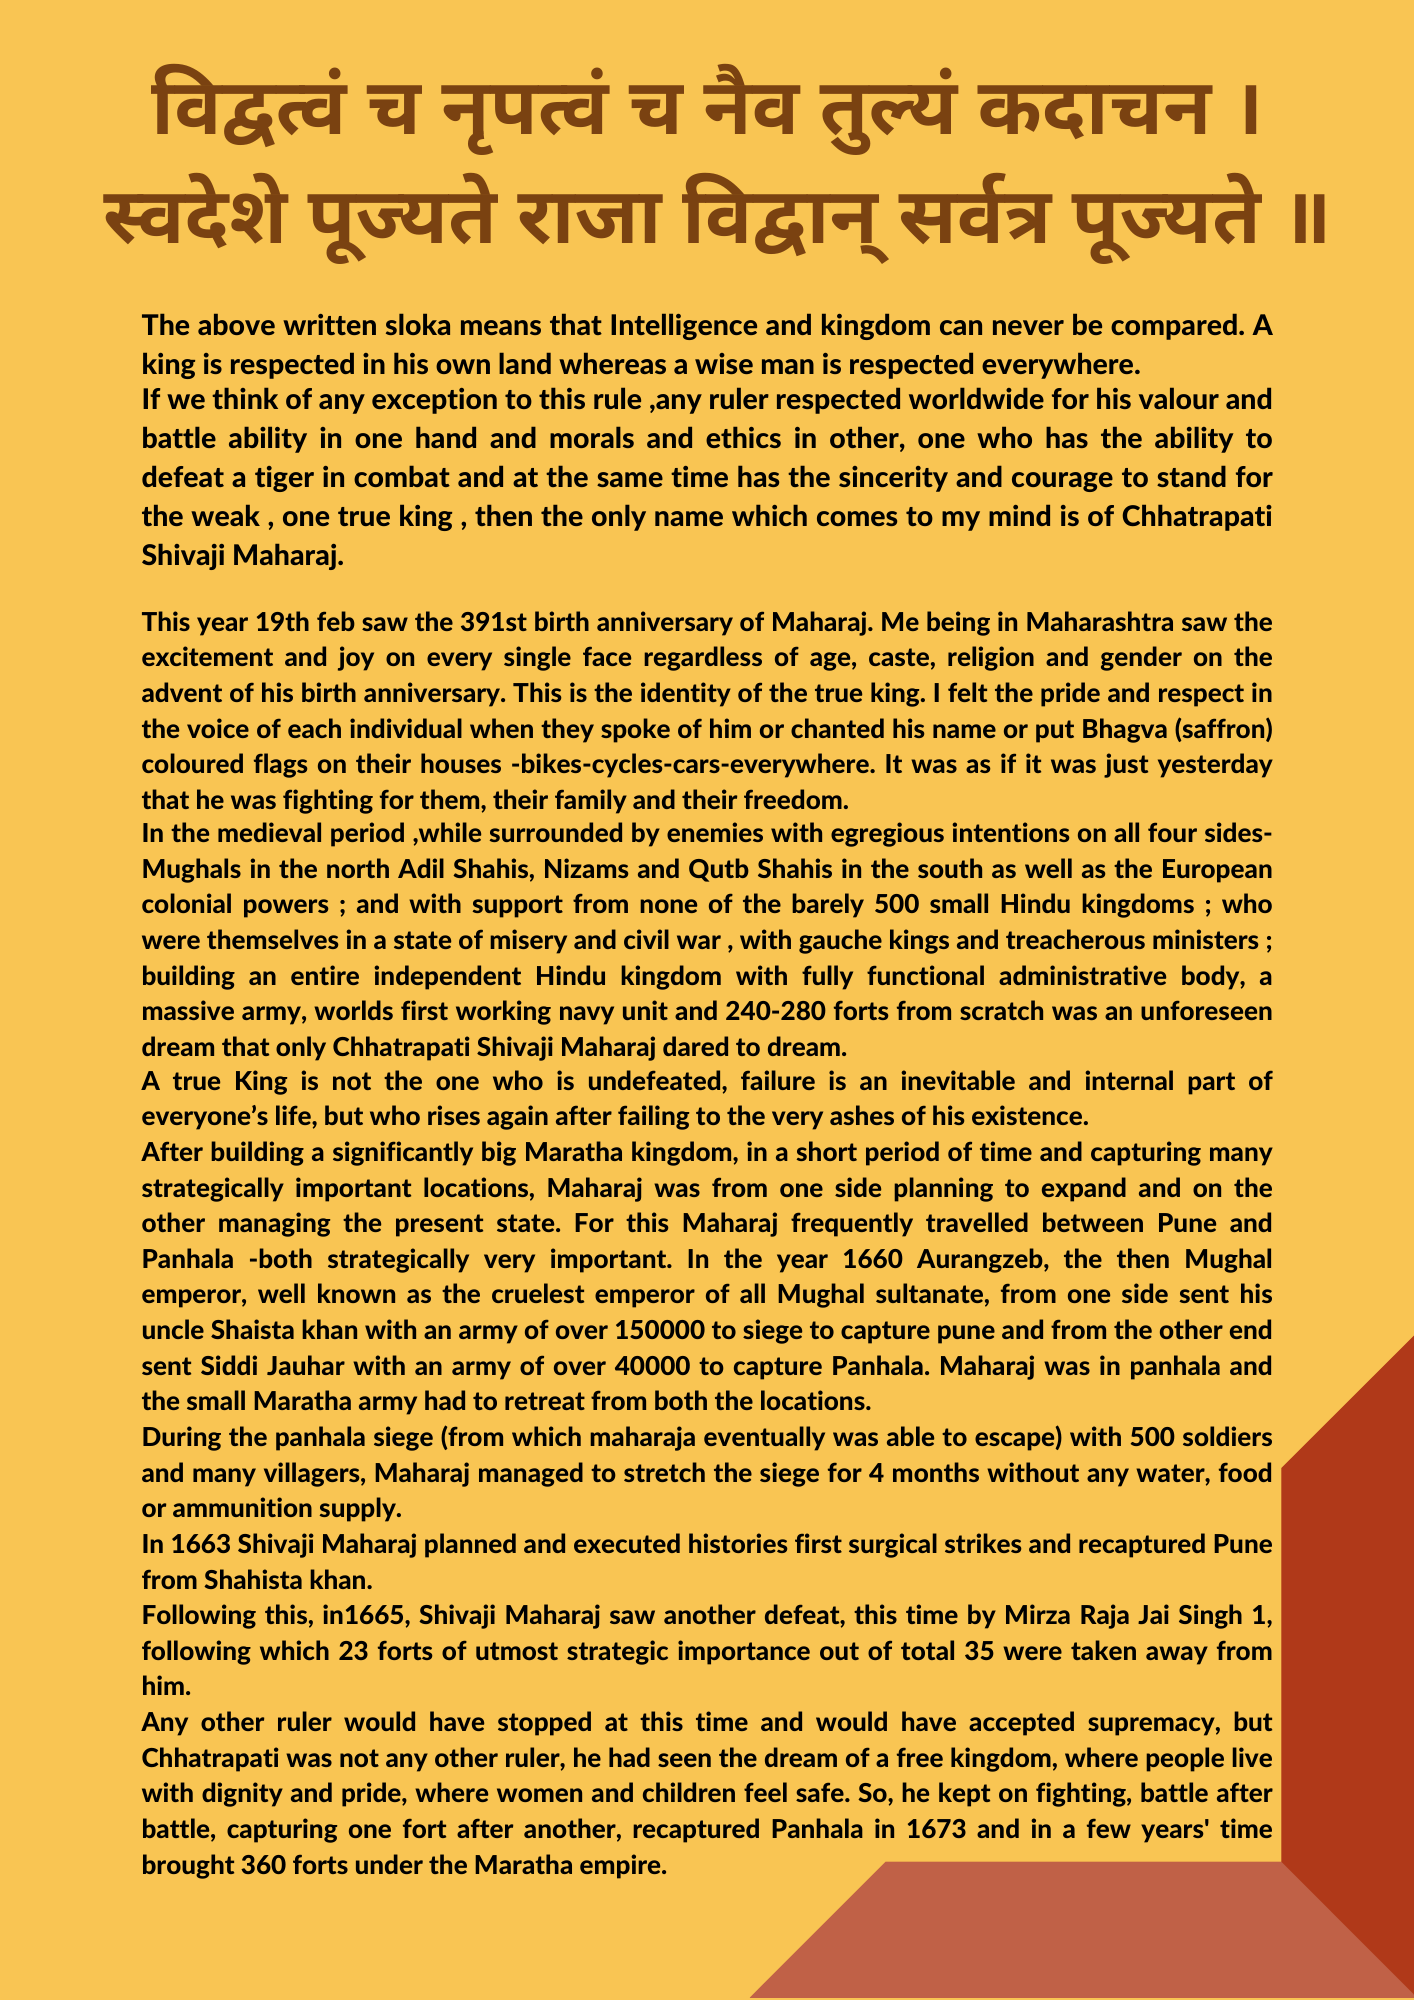 विद्वत्वं च नृपत्वं च नैव तुल्यं कदाचन ।
स्वदेशे पूज्यते राजा विद्वान् सर्वत्र पूज्यते ॥
The above written sloka means that Intelligence and kingdom can never be compared. A
king is respected in his own land whereas a wise man is respected everywhere.
If we think of any exception to this rule ,any ruler respected worldwide for his valour and
battle ability in one hand and morals and ethics in other, one who has the ability to
defeat a tiger in combat and at the same time has the sincerity and courage to stand for
the weak , one true king , then the only name which comes to my mind is of Chhatrapati
Shivaji Maharaj.
This year 19th feb saw the 391st birth anniversary of Maharaj. Me being in Maharashtra saw the
excitement and joy on every single face regardless of age, caste, religion and gender on the
advent of his birth anniversary. This is the identity of the true king. I felt the pride and respect in
the voice of each individual when they spoke of him or chanted his name or put Bhagva (saffron)
coloured flags on their houses -bikes-cycles-cars-everywhere. It was as if it was just yesterday
that he was fighting for them, their family and their freedom.
In the medieval period ,while surrounded by enemies with egregious intentions on all four sides-
Mughals in the north Adil Shahis, Nizams and Qutb Shahis in the south as well as the European
colonial powers ; and with support from none of the barely 500 small Hindu kingdoms ; who
were themselves in a state of misery and civil war , with gauche kings and treacherous ministers ;
building an entire independent Hindu kingdom with fully functional administrative body, a
massive army, worlds first working navy unit and 240-280 forts from scratch was an unforeseen
dream that only Chhatrapati Shivaji Maharaj dared to dream.
A true King is not the one who is undefeated, failure is an inevitable and internal part of
everyone’s life, but who rises again after failing to the very ashes of his existence.
After building a significantly big Maratha kingdom, in a short period of time and capturing many
strategically important locations, Maharaj was from one side planning to expand and on the
other managing the present state. For this Maharaj frequently travelled between Pune and
Panhala -both strategically very important. In the year 1660 Aurangzeb, the then Mughal
emperor, well known as the cruelest emperor of all Mughal sultanate, from one side sent his
uncle Shaista khan with an army of over 150000 to siege to capture pune and from the other end
sent Siddi Jauhar with an army of over 40000 to capture Panhala. Maharaj was in panhala and
the small Maratha army had to retreat from both the locations.
During the panhala siege (from which maharaja eventually was able to escape) with 500 soldiers
and many villagers, Maharaj managed to stretch the siege for 4 months without any water, food
or ammunition supply.
In 1663 Shivaji Maharaj planned and executed histories first surgical strikes and recaptured Pune
from Shahista khan.
Following this, in1665, Shivaji Maharaj saw another defeat, this time by Mirza Raja Jai Singh 1,
following which 23 forts of utmost strategic importance out of total 35 were taken away from
him.
Any other ruler would have stopped at this time and would have accepted supremacy, but
Chhatrapati was not any other ruler, he had seen the dream of a free kingdom, where people live
with dignity and pride, where women and children feel safe. So, he kept on fighting, battle after
battle, capturing one fort after another, recaptured Panhala in 1673 and in a few years' time
brought 360 forts under the Maratha empire.